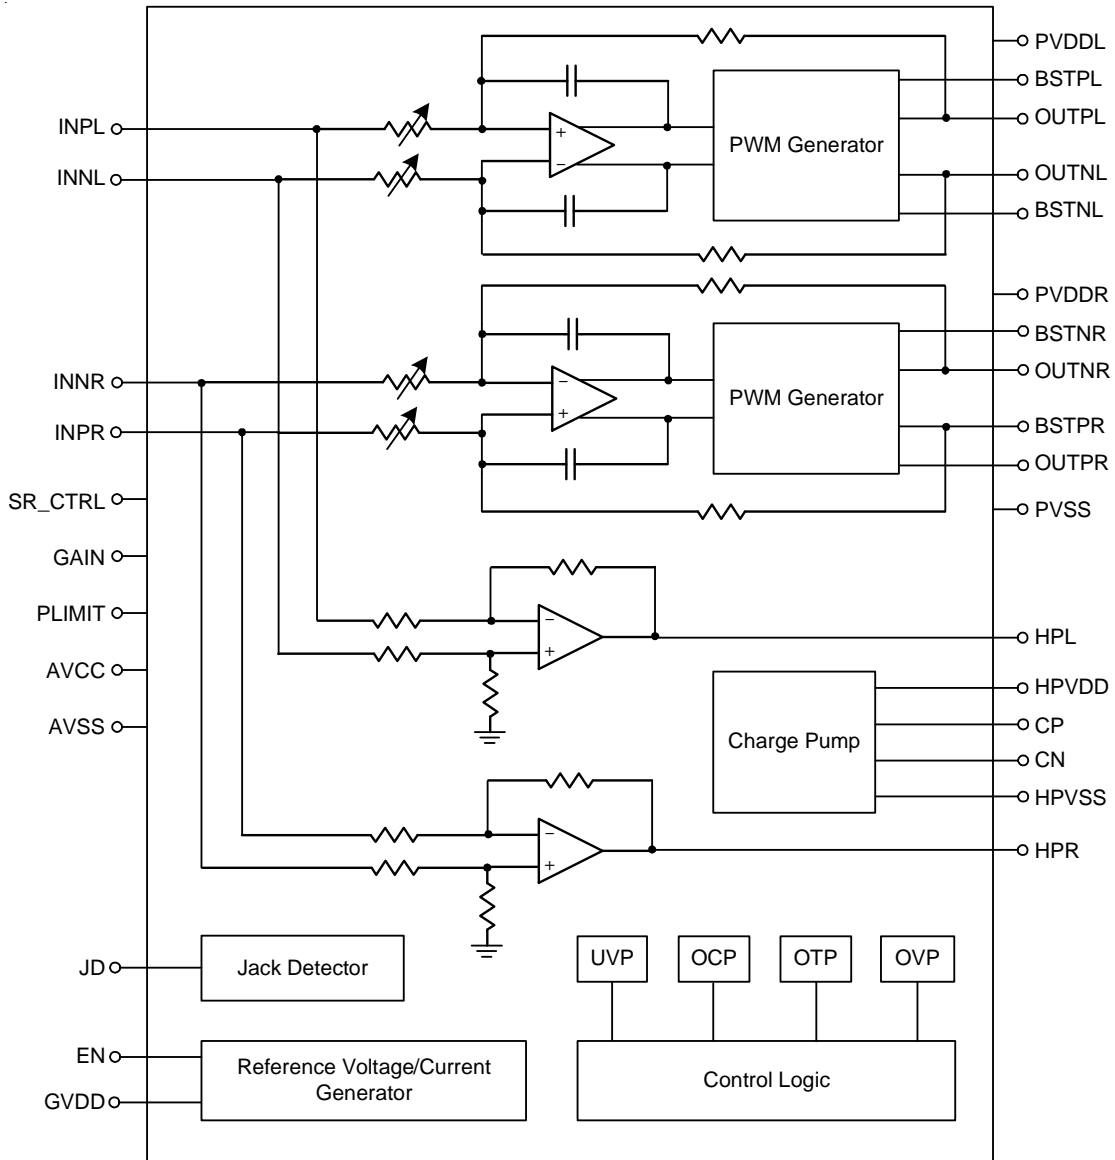 PVDDL
BSTPL
INPL
OUTPL
+
PWM Generator
−
INNL
OUTNL
BSTNL
PVDDR
BSTNR
INNR
OUTNR
−
PWM Generator
+
INPR
BSTPR
OUTPR
SR_CTRL
PVSS
GAIN
PLIMIT
−
HPL
+
AVCC
HPVDD
AVSS
CP
Charge Pump
CN
HPVSS
−
HPR
+
UVP
OCP
OTP
OVP
JD
Jack Detector
EN
Reference Voltage/Current
Generator
Control Logic
GVDD